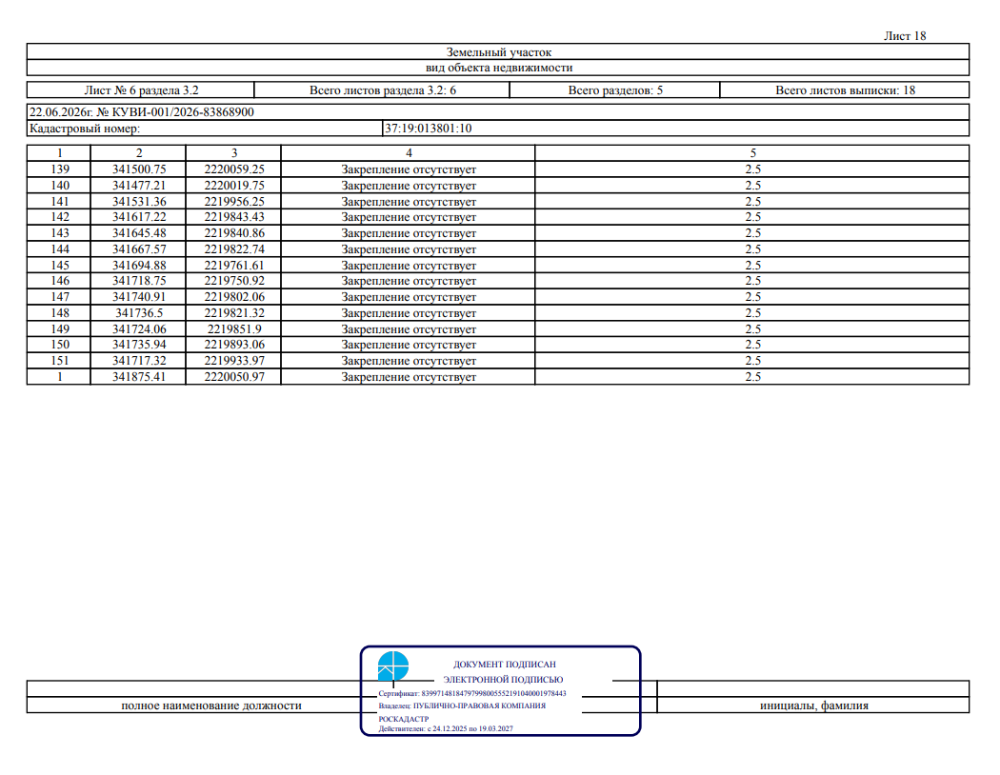 Лист 18
Земельный участок
вид объекта недвижимости
Лист № 6 раздела 3.2 Всего листов раздела 3.2: 6 Всего разделов: 5 Всего листов выписки: 18
22.06.2026г. № КУВИ-001/2026-83868900
Кадастровый номер: 37:19:013801:10
1 2 3 4 5
139 341500.75 2220059.25 Закрепление отсутствует 2.5
140 341477.21 2220019.75 Закрепление отсутствует 2.5
141 341531.36 2219956.25 Закрепление отсутствует 2.5
142 341617.22 2219843.43 Закрепление отсутствует 2.5
143 341645.48 2219840.86 Закрепление отсутствует 2.5
144 341667.57 2219822.74 Закрепление отсутствует 2.5
145 341694.88 2219761.61 Закрепление отсутствует 2.5
146 341718.75 2219750.92 Закрепление отсутствует 2.5
147 341740.91 2219802.06 Закрепление отсутствует 2.5
148 341736.5 2219821.32 Закрепление отсутствует 2.5
149 341724.06 2219851.9 Закрепление отсутствует 2.5
150 341735.94 2219893.06 Закрепление отсутствует 2.5
151 341717.32 2219933.97 Закрепление отсутствует 2.5
1 341875.41 2220050.97 Закрепление отсутствует 2.5
ДОКУМЕНТ ПОДПИСАН
ЭЛЕКТРОННОЙ ПОДПИСЬЮ
Сертификат: 83997148184797998005552191040001978443
Владелец: ПУБЛИЧНО-ПРАВОВАЯ КОМПАНИЯ
РОСКАДАСТР
Действителен: с 24.12.2025 по 19.03.2027
полное наименование должности инициалы, фамилия